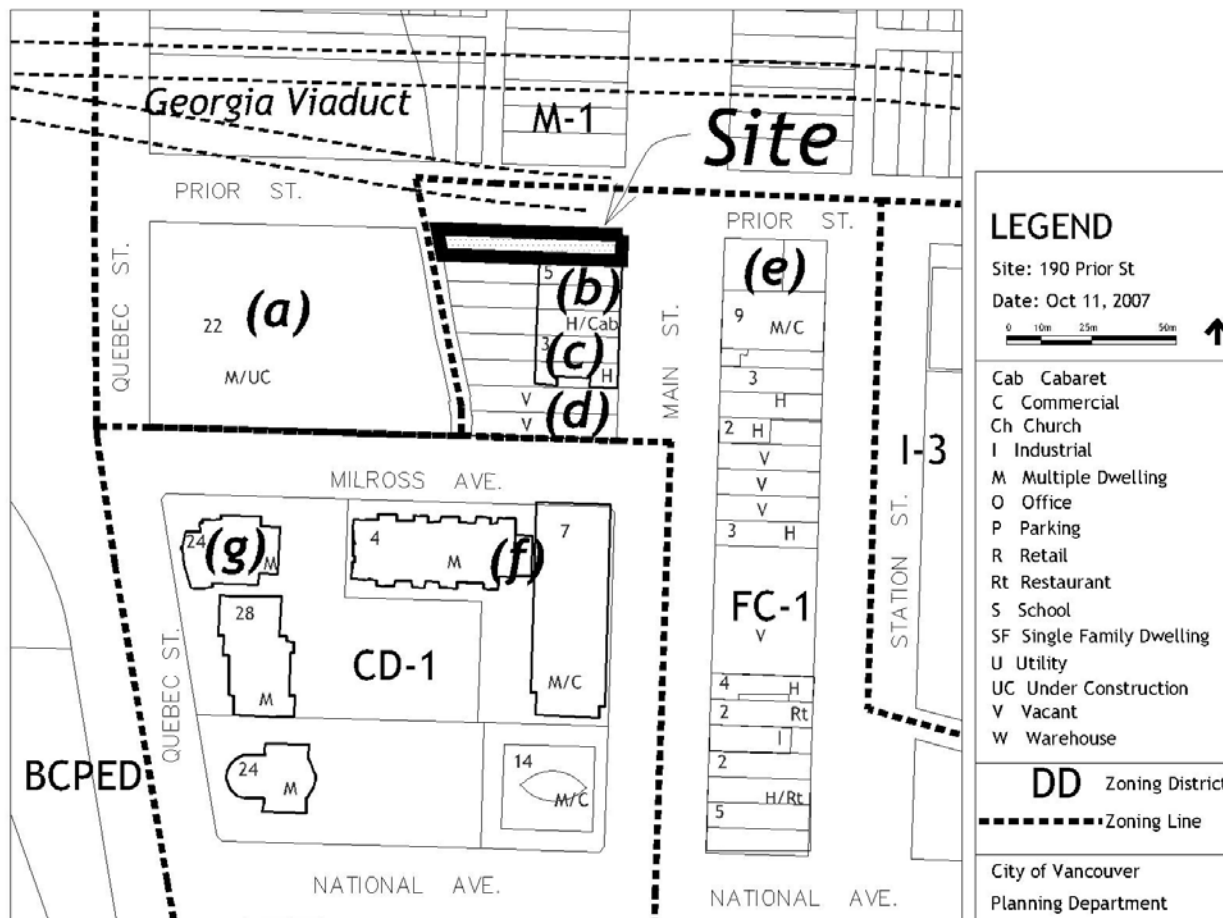 Georgia Viaduct
M-1
Site
PRIOR ST.
PRIOR ST.
QUEBEC ST.
(a)
22
M/UC
5
(b)
H/Cab
3
(c)
H
V
(d)
V
MAIN ST.
(e)
9
M/C
3
H
2 H
V
V
V
3 H
I-3
STATION ST.
MILROSS AVE.
24
(g)
M
4
M
(f)
7
M/C
28
M
CD-1
FC-1
V
4 H
2 Rt
I
2
H/Rt
5
QUEBEC ST.
BCPED
24
M
14
M/C
NATIONAL AVE.
NATIONAL AVE.
LEGEND
Site: 190 Prior St
Date: Oct 11, 2007
0 10m 25m 50m
Cab Cabaret
C Commercial
Ch Church
I Industrial
M Multiple Dwelling
O Office
P Parking
R Retail
Rt Restaurant
S School
SF Single Family Dwelling
U Utility
UC Under Construction
V Vacant
W Warehouse
DD Zoning District
Zoning Line
City of Vancouver
Planning Department